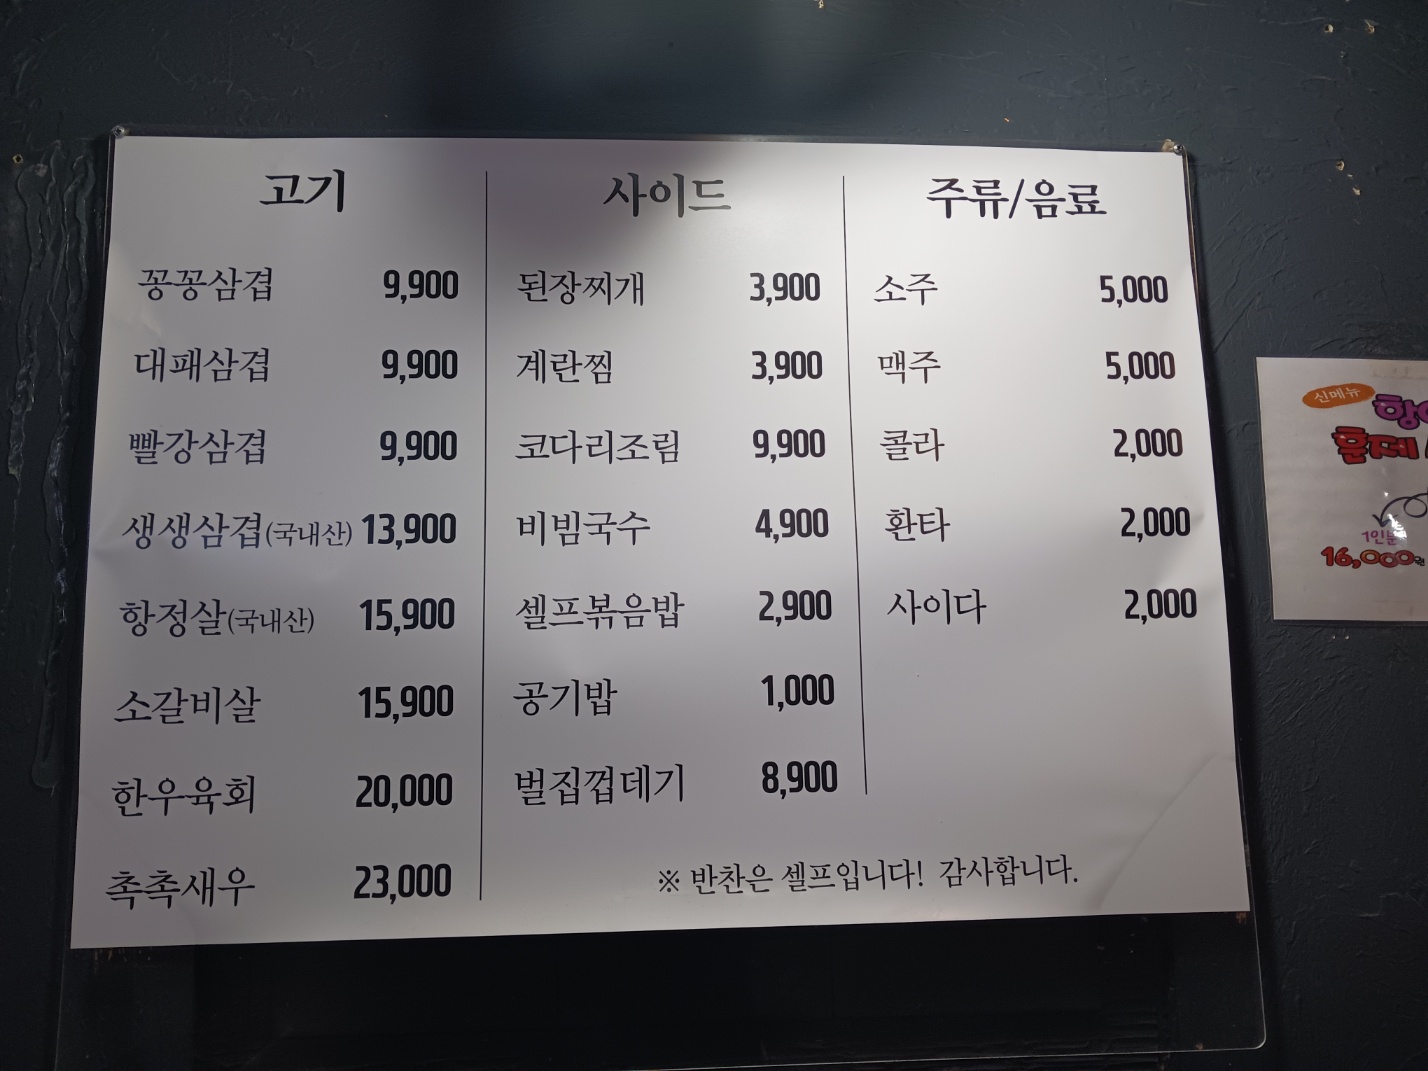 고기
꽁꽁삼겹 9,900
대패삼겹 9,900
빨강삼겹 9,900
생생삼겹(국내산) 13,900
항정살(국내산) 15,900
소갈비살 15,900
한우육회 20,000
촉촉새우 23,000
사이드
된장찌개 3,900
계란찜 3,900
코다리조림 9,900
비빔국수 4,900
셀프볶음밥 2,900
공기밥 1,000
벌집껍데기 8,900
주류/음료
소주 5,000
맥주 5,000
콜라 2,000
환타 2,000
사이다 2,000
※ 반찬은 셀프입니다! 감사합니다.
신메뉴
훈제
16,000원